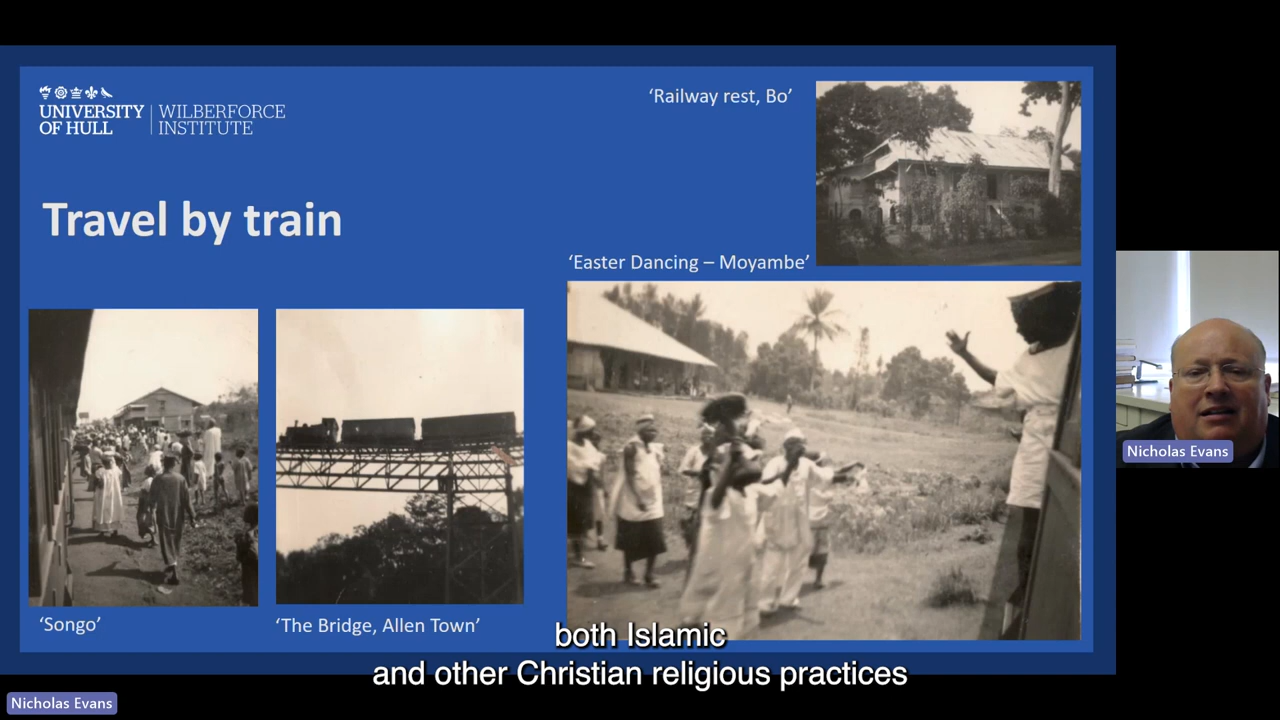 UNIVERSITY
OF HULL
WILBERFORCE
INSTITUTE
Travel by train
‘Railway rest, Bo’
‘Easter Dancing – Moyambe’
‘Songo’
‘The Bridge, Allen Town’
both Islamic
and other Christian religious practices
Nicholas Evans
Nicholas Evans